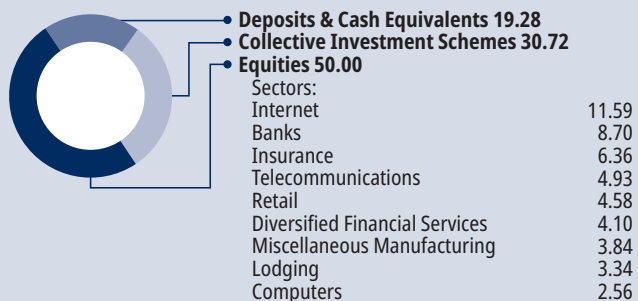 Deposits & Cash Equivalents 19.28
Collective Investment Schemes 30.72
Equities 50.00
Sectors:
Internet 11.59
Banks 8.70
Insurance 6.36
Telecommunications 4.93
Retail 4.58
Diversified Financial Services 4.10
Miscellaneous Manufacturing 3.84
Lodging 3.34
Computers 2.56